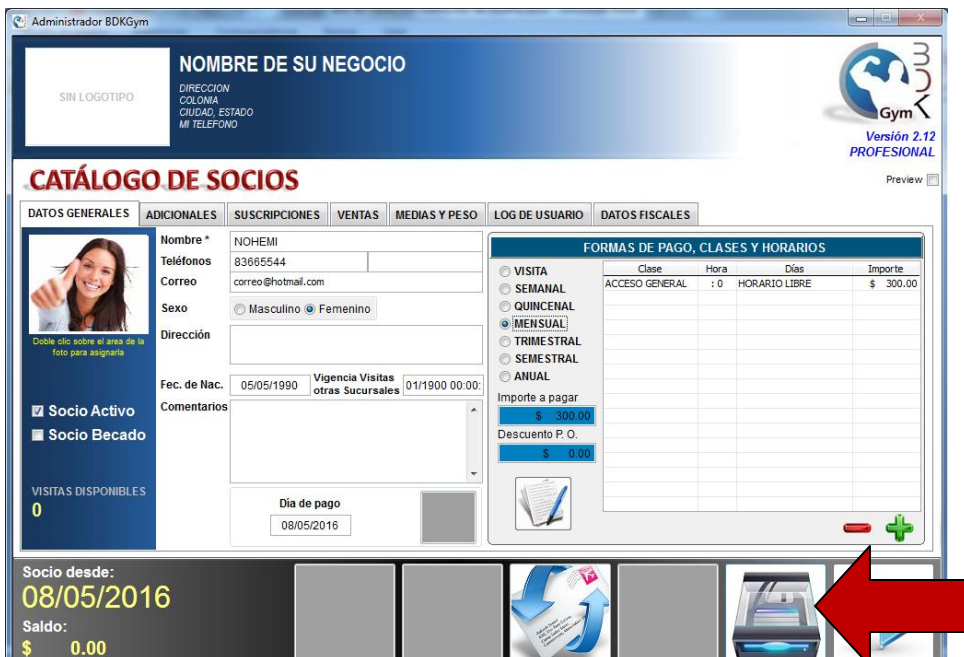 Administrador BDKGym
SIN LOGOTIPO
NOMBRE DE SU NEGOCIO
DIRECCION
COLONIA
CIUDAD, ESTADO
MI TELEFONO
BDK
Gym
Versión 2.12
PROFESIONAL
CATÁLOGO DE SOCIOS
Preview
DATOS GENERALES ADICIONALES SUSCRIPCIONES VENTAS MEDIAS Y PESO LOG DE USUARIO DATOS FISCALES
Doble clic sobre el area de la
foto para asignarla
Socio Activo
Socio Becado
VISITAS DISPONIBLES
0
Nombre * NOHEMI
Teléfonos 83665544
Correo correo@hotmail.com
Sexo Masculino Femenino
Dirección
Fec. de Nac. 05/05/1990 Vigencia Visitas otras Sucursales 01/1900 00:00:
Comentarios
Dia de pago
08/05/2016
FORMAS DE PAGO, CLASES Y HORARIOS
VISITA
SEMANAL
QUINCENAL
MENSUAL
TRIMESTRAL
SEMESTRAL
ANUAL
Importe a pagar
$ 300.00
Descuento P. O.
$ 0.00
Clase Hora Días Importe
ACCESO GENERAL : 0 HORARIO LIBRE $ 300.00
Socio desde:
08/05/2016
Saldo:
$ 0.00